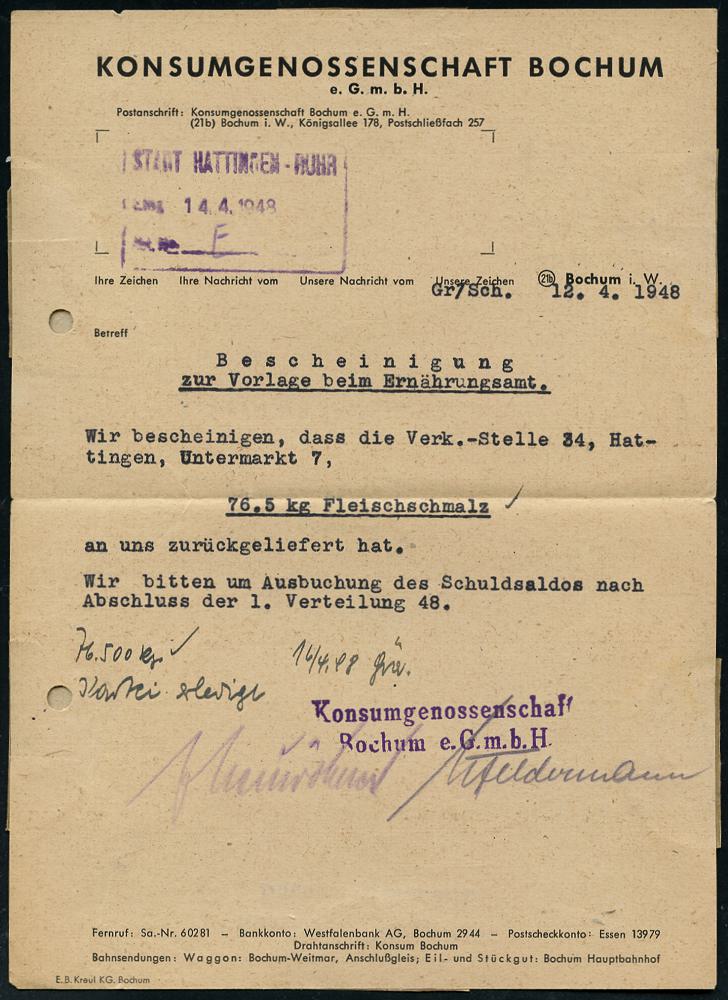 KONSUMGENOSSENSCHAFT BOCHUM
e. G. m. b. H.
Postanschrift: Konsumgenossenschaft Bochum e. G. m. H.
(21b) Bochum i. W., Königsallee 178, Postschließfach 257
STADT HATTINGEN-RUHR
14.4.1948
F
Ihre Zeichen Ihre Nachricht vom Unsere Nachricht vom Unsere Zeichen (21b) Bochum i. W.
Gr/Sch. 12. 4. 1948
Betreff
Bescheinigung
zur Vorlage beim Ernährungsamt.
Wir bescheinigen, dass die Verk.-Stelle 34, Hat-
tingen, Untermarkt 7,
76.5 kg Fleischschmalz ✓
an uns zurückgeliefert hat.
Wir bitten um Ausbuchung des Schuldsaldos nach
Abschluss der 1. Verteilung 48.
76.500 kg ✓ 16/4.48
Kartei erledigt
Konsumgenossenschaft
Bochum e.G.m.b.H.
Feldermann
Fernruf: Sa.-Nr. 60281 – Bankkonto: Westfalenbank AG, Bochum 2944 – Postscheckkonto: Essen 13979
Drahtanschrift: Konsum Bochum
Bahnsendungen: Waggon: Bochum-Weitmar, Anschlußgleis; Eil- und Stückgut: Bochum Hauptbahnhof
E. B. Kreul KG. Bochum